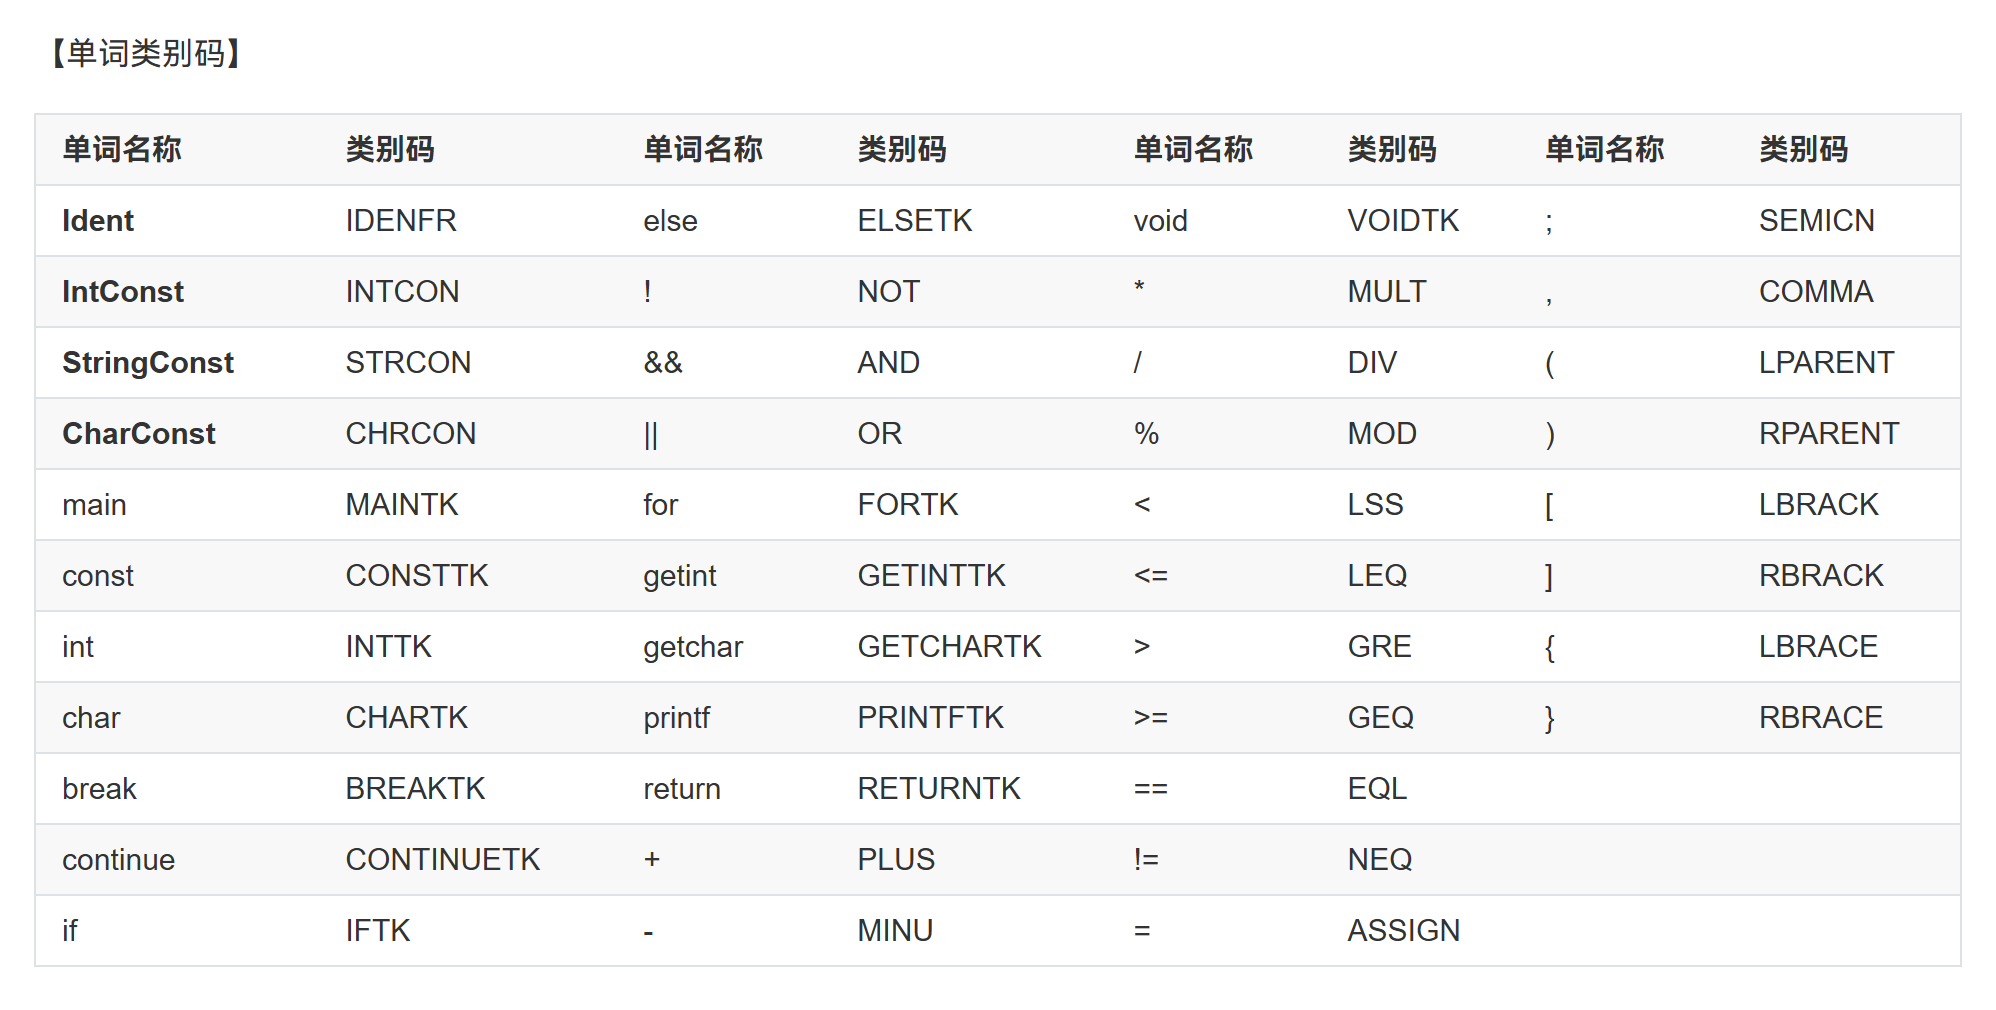 【单词类别码】
单词名称 类别码 单词名称 类别码 单词名称 类别码 单词名称 类别码
Ident IDENFR else ELSETK void VOIDTK ; SEMICN
IntConst INTCON ! NOT * MULT , COMMA
StringConst STRCON && AND / DIV ( LPARENT
CharConst CHRCON || OR % MOD ) RPARENT
main MAINTK for FORTK < LSS [ LBRACK
const CONSTTK getint GETINTTK <= LEQ ] RBRACK
int INTTK getchar GETCHARTK > GRE { LBRACE
char CHARTK printf PRINTFTK >= GEQ } RBRACE
break BREAKTK return RETURNTK == EQL
continue CONTINUETK + PLUS != NEQ
if IFTK - MINU = ASSIGN